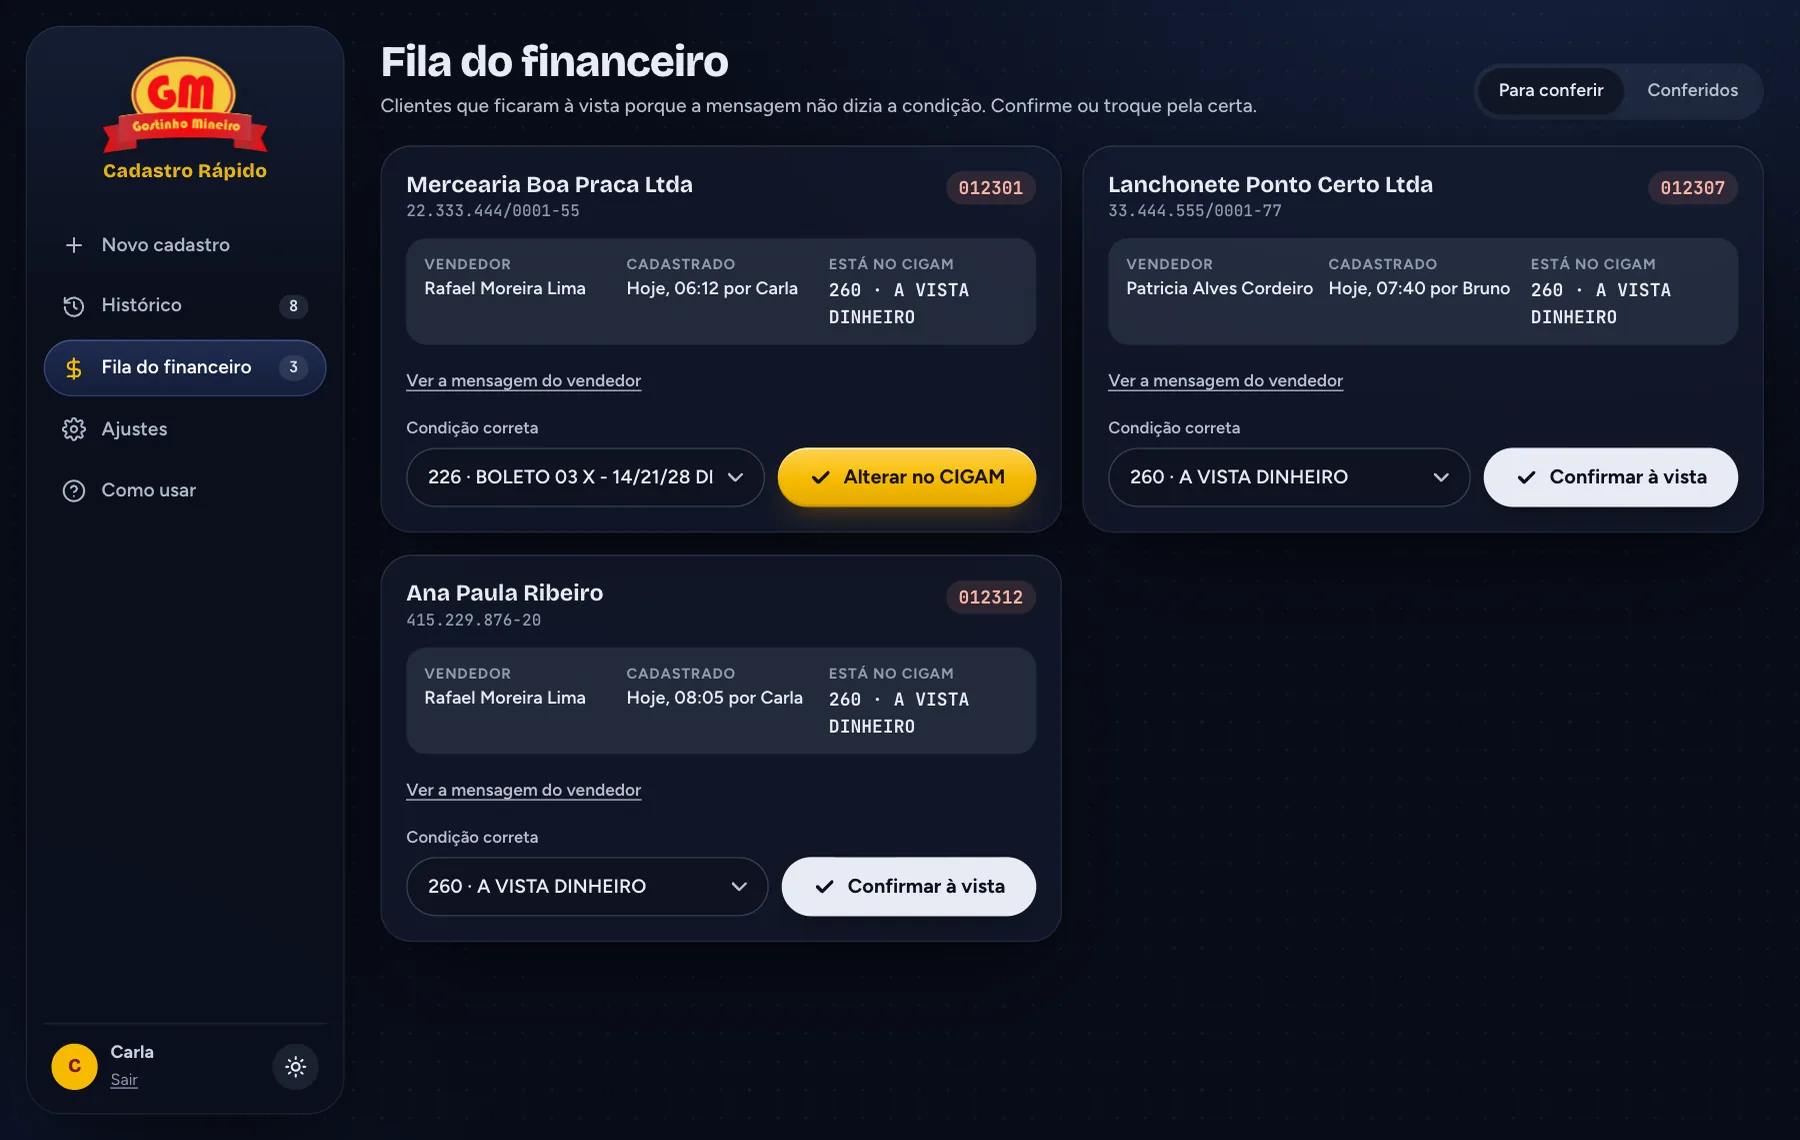 GM
Gostinho Mineiro
Cadastro Rápido
Novo cadastro
Histórico 8
Fila do financeiro 3
Ajustes
Como usar
Carla
Sair
C
Fila do financeiro
Clientes que ficaram à vista porque a mensagem não dizia a condição. Confirme ou troque pela certa.
Para conferir Conferidos
Mercearia Boa Praca Ltda 012301
22.333.444/0001-55
VENDEDOR CADASTRADO ESTÁ NO CIGAM
Rafael Moreira Lima Hoje, 06:12 por Carla 260 · A VISTA
DINHEIRO
Ver a mensagem do vendedor
Condição correta
226 · BOLETO 03 X - 14/21/28 DI Alterar no CIGAM
Lanchonete Ponto Certo Ltda 012307
33.444.555/0001-77
VENDEDOR CADASTRADO ESTÁ NO CIGAM
Patricia Alves Cordeiro Hoje, 07:40 por Bruno 260 · A VISTA
DINHEIRO
Ver a mensagem do vendedor
Condição correta
260 · A VISTA DINHEIRO Confirmar à vista
Ana Paula Ribeiro 012312
415.229.876-20
VENDEDOR CADASTRADO ESTÁ NO CIGAM
Rafael Moreira Lima Hoje, 08:05 por Carla 260 · A VISTA
DINHEIRO
Ver a mensagem do vendedor
Condição correta
260 · A VISTA DINHEIRO Confirmar à vista